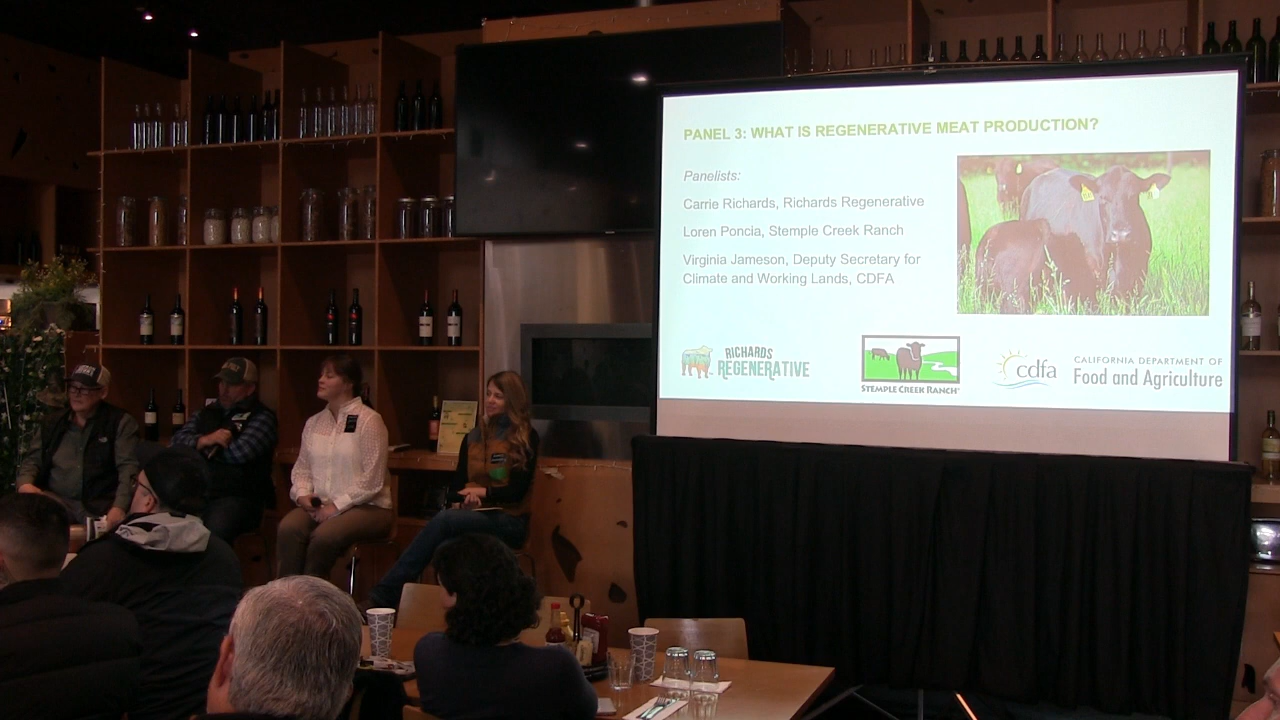 PANEL 3: WHAT IS REGENERATIVE MEAT PRODUCTION?
Panelists:
Carrie Richards, Richards Regenerative
Loren Poncia, Stemple Creek Ranch
Virginia Jameson, Deputy Secretary for
Climate and Working Lands, CDFA
RICHARDS
REGENERATIVE
STEMPLE CREEK RANCH
cdfa
CALIFORNIA DEPARTMENT OF
Food and Agriculture